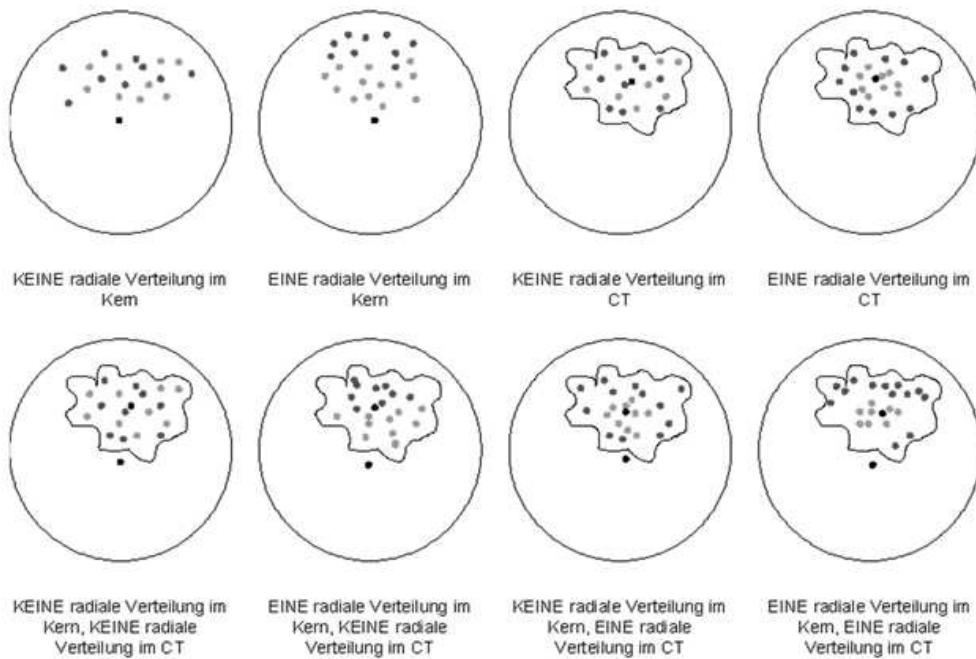 KEINE radiale Verteilung im
Kern
EINE radiale Verteilung im
Kern
KEINE radiale Verteilung im
CT
EINE radiale Verteilung im
CT
KEINE radiale Verteilung im
Kern, KEINE radiale
Verteilung im CT
EINE radiale Verteilung im
Kern, KEINE radiale
Verteilung im CT
KEINE radiale Verteilung im
Kern, EINE radiale
Verteilung im CT
EINE radiale Verteilung im
Kern, EINE radiale
Verteilung im CT